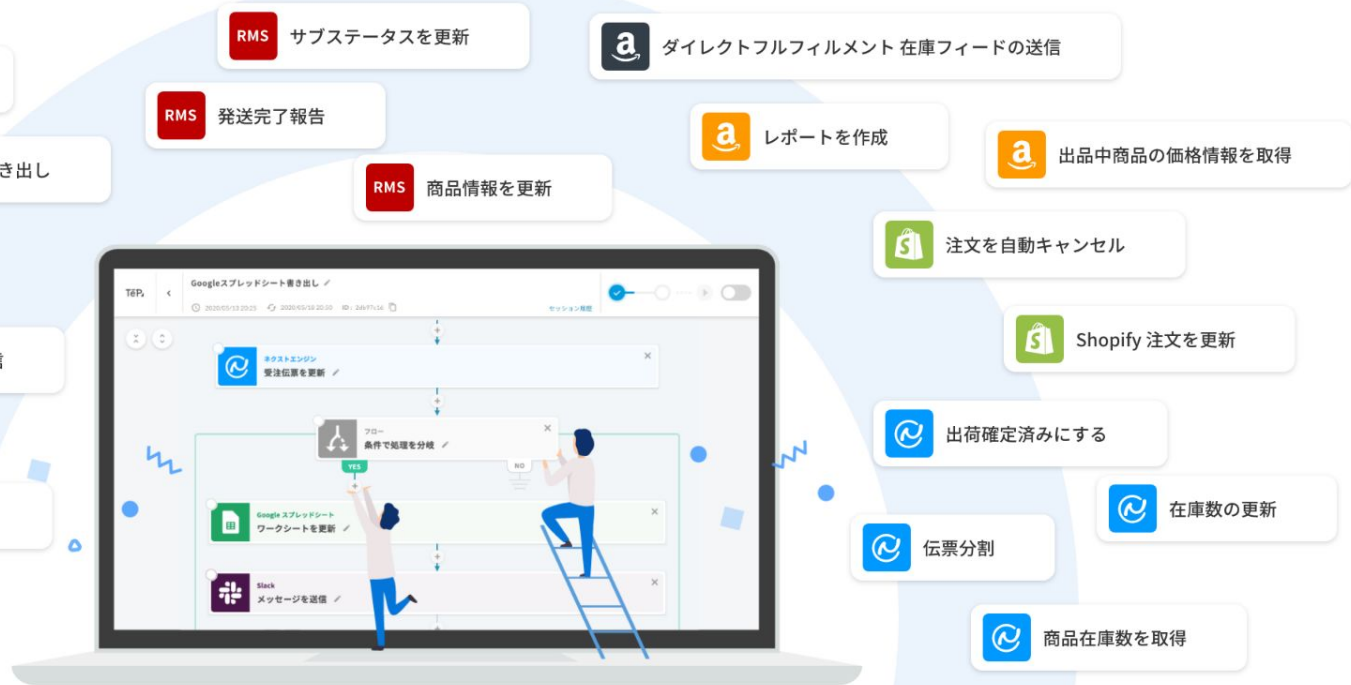 RMS サブステータスを更新
a ダイレクトフルフィルメント 在庫フィードの送信
RMS 発送完了報告
a レポートを作成
a 出品中商品の価格情報を取得
き出し
RMS 商品情報を更新
注文を自動キャンセル
Shopify 注文を更新
出荷確定済みにする
在庫数の更新
伝票分割
商品在庫数を取得
TēP
Googleスプレッドシート書き出し
セッション履歴
ネクストエンジン
受注伝票を更新
フロー
条件で処理を分岐
YES
NO
Google スプレッドシート
ワークシートを更新
Slack
メッセージを送信